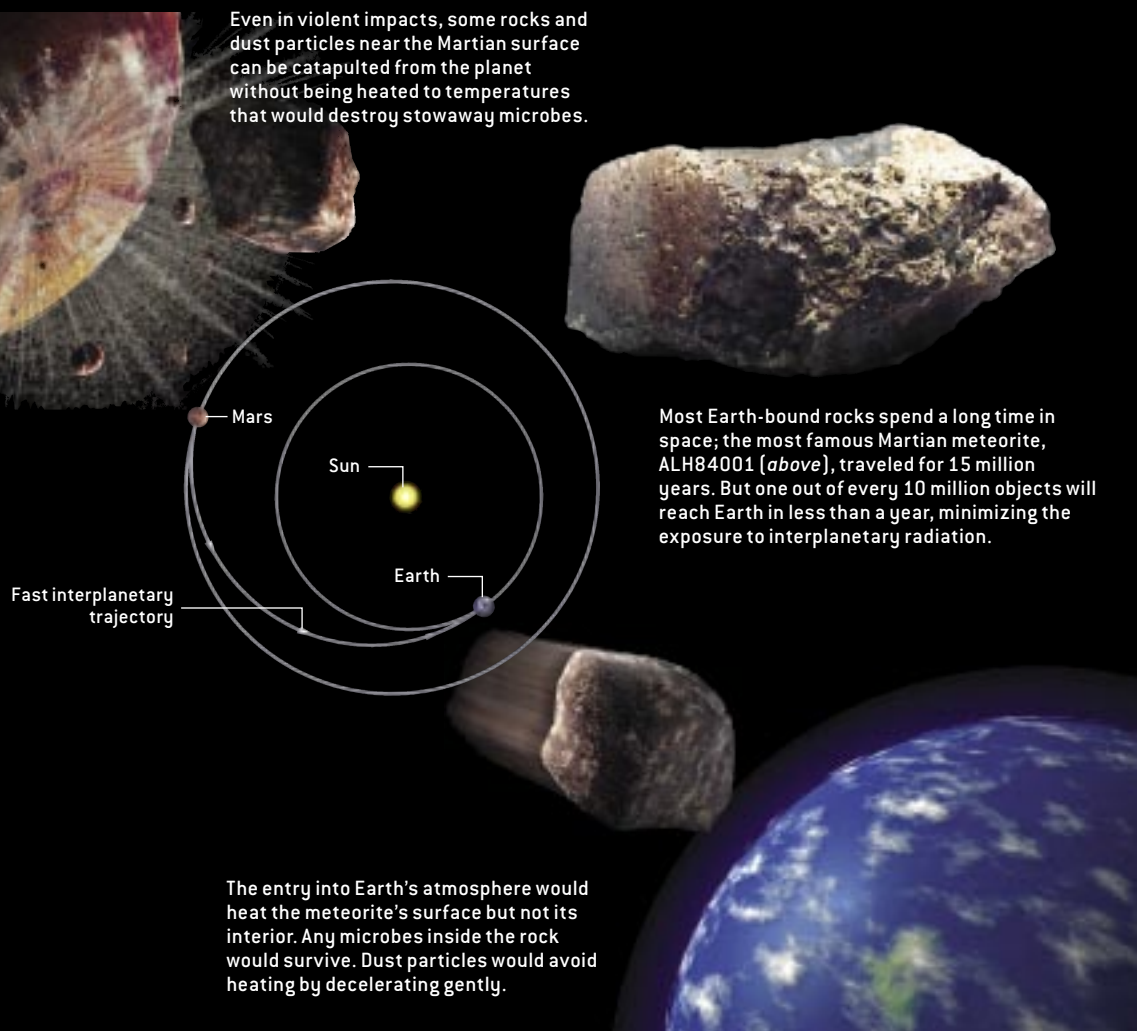 Even in violent impacts, some rocks and
dust particles near the Martian surface
can be catapulted from the planet
without being heated to temperatures
that would destroy stowaway microbes.
Mars
Sun
Most Earth-bound rocks spend a long time in
space; the most famous Martian meteorite,
ALH84001 (above), traveled for 15 million
years. But one out of every 10 million objects will
reach Earth in less than a year, minimizing the
exposure to interplanetary radiation.
Earth
Fast interplanetary
trajectory
The entry into Earth’s atmosphere would
heat the meteorite’s surface but not its
interior. Any microbes inside the rock
would survive. Dust particles would avoid
heating by decelerating gently.